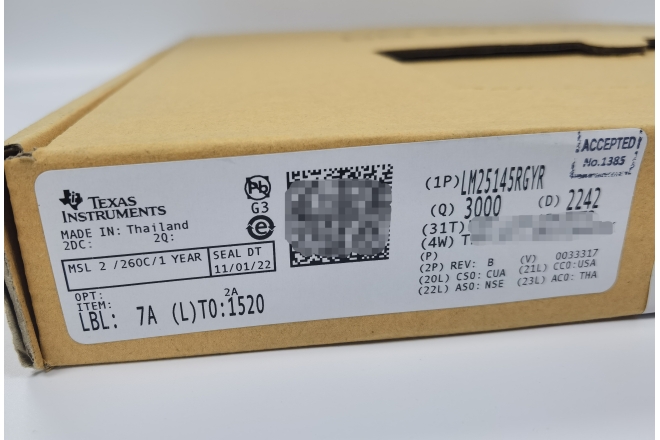 TEXAS
INSTRUMENTS
MADE IN: Thailand
2DC: 2Q:
MSL 2 /260C/1 YEAR
SEAL DT
11/01/22
OPT:
ITEM: 2A
LBL: 7A (L)TO:1520
Pb
G3
e
(1P)LM25145RGYR
(Q) 3000 (D) 2242
(31T)
(4W) T
(P)
(2P) REV: B (V) 0033317
(20L) CSO: CUA (21L) CCO:USA
(22L) ASO: NSE (23L) ACO: THA
ACCEPTED
No.1385